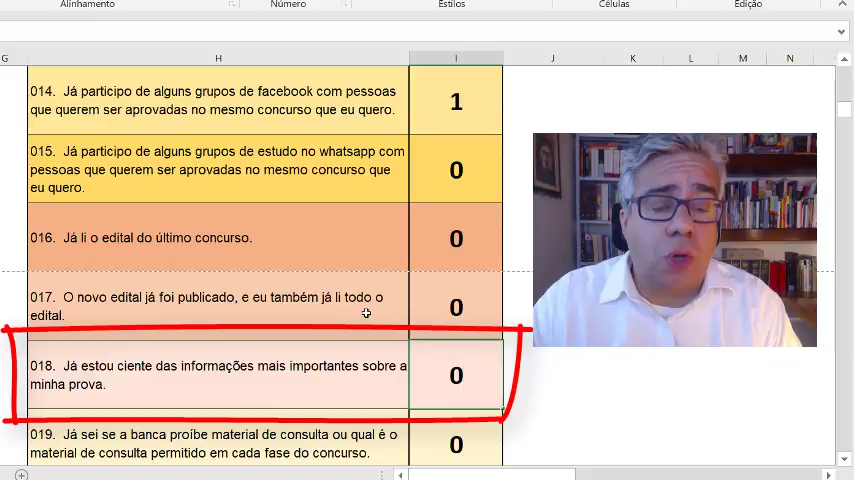 Alinhamento
Número
Estilos
Células
Edição
G
H
I
J
K
L
M
N
014. Já participo de alguns grupos de facebook com pessoas
que querem ser aprovadas no mesmo concurso que eu quero.
1
015. Já participo de alguns grupos de estudo no whatsapp com
pessoas que querem ser aprovadas no mesmo concurso que
eu quero.
0
016. Já li o edital do último concurso.
0
017. O novo edital já foi publicado, e eu também já li todo o
edital.
0
018. Já estou ciente das informações mais importantes sobre a
minha prova.
0
019. Já sei se a banca proíbe material de consulta ou qual é o
material de consulta permitido em cada fase do concurso.
0